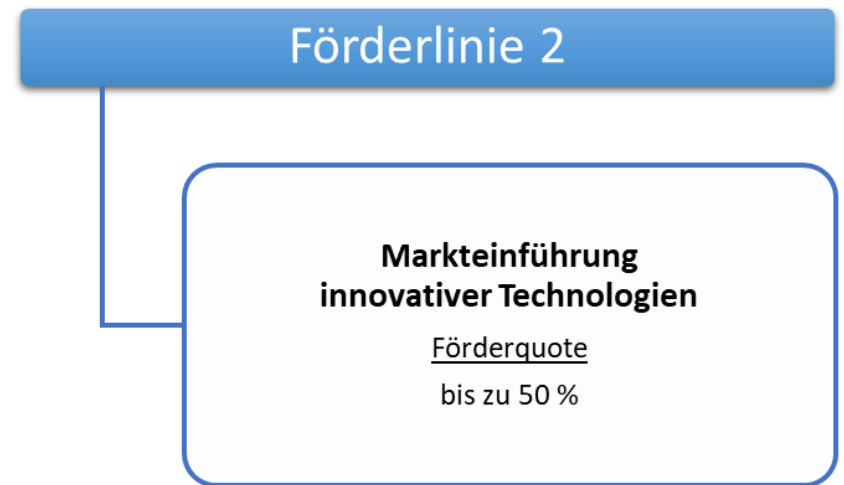 Förderlinie 2
Markteinführung
innovativer Technologien
Förderquote
bis zu 50 %